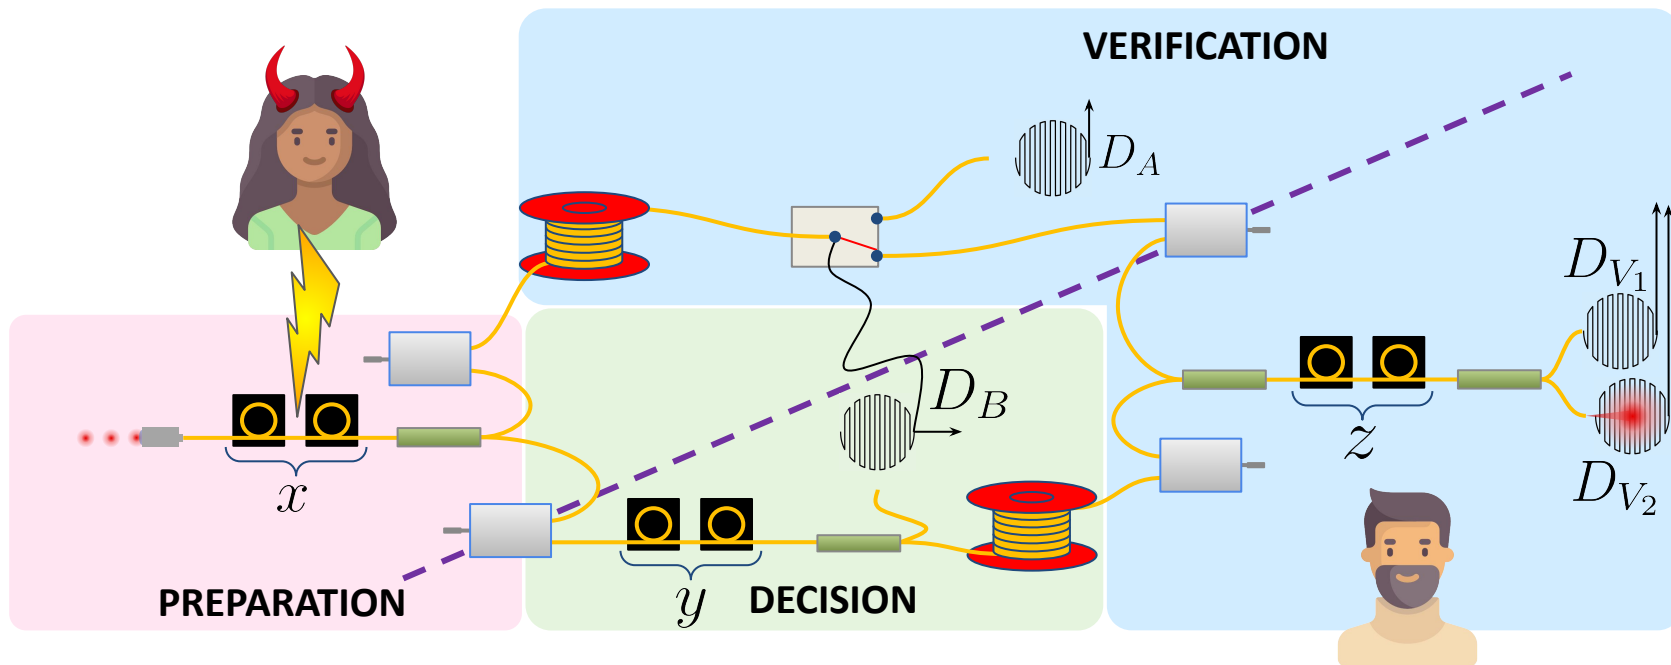 VERIFICATION
D_A
D_{V_1}
D_B
x
z
D_{V_2}
PREPARATION
y
DECISION